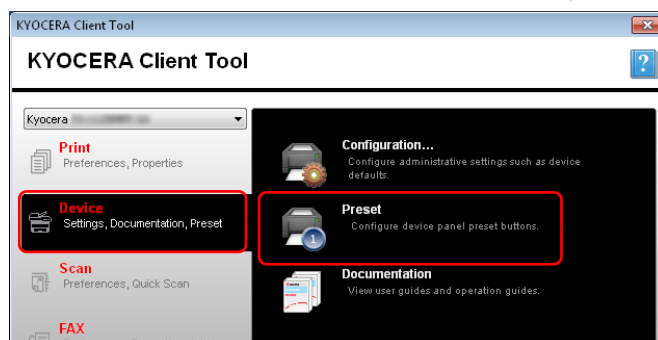 KYOCERA Client Tool
KYOCERA Client Tool
?
Kyocera
Print
Preferences, Properties
Device
Settings, Documentation, Preset
Scan
Preferences, Quick Scan
FAX
Configuration...
Configure administrative settings such as device
defaults.
Preset
Configure device panel preset buttons.
1
Documentation
View user guides and operation guides.